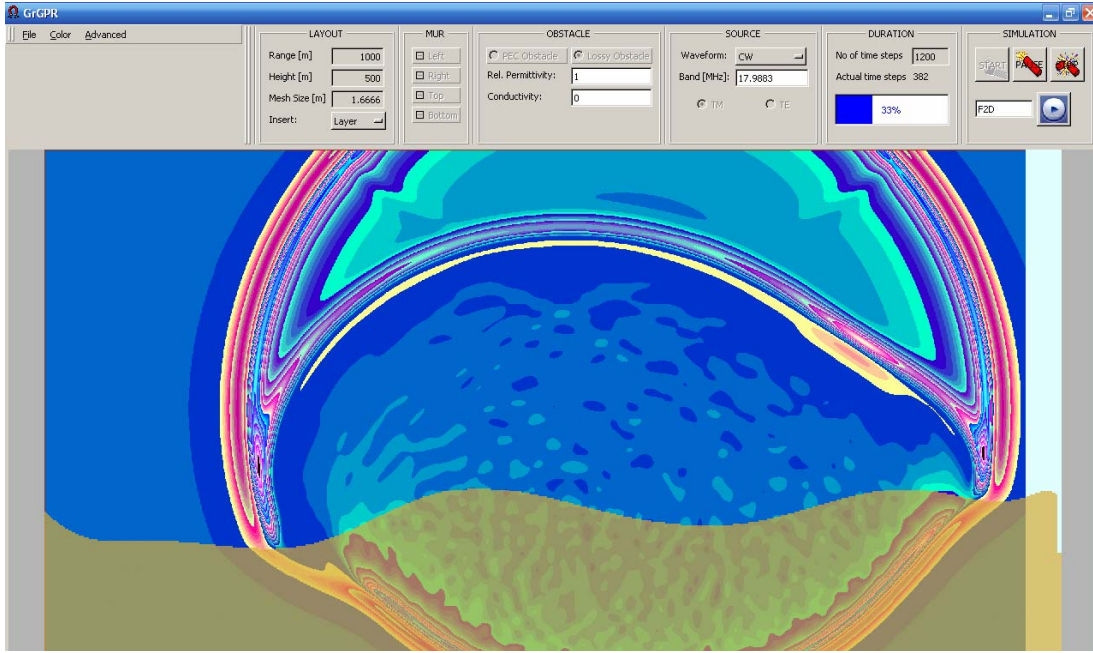 GrGPR
File Color Advanced
LAYOUT
Range [m] 1000
Height [m] 500
Mesh Size [m] 1.6666
Insert: Layer
MUR
Left
Right
Top
Bottom
OBSTACLE
PEC Obstacle Lossy Obstacle
Rel. Permittivity: 1
Conductivity: 0
SOURCE
Waveform: CW
Band [MHz]: 17.9883
TM TE
DURATION
No of time steps 1200
Actual time steps 382
33%
SIMULATION
START PAUSE STOP
F2D